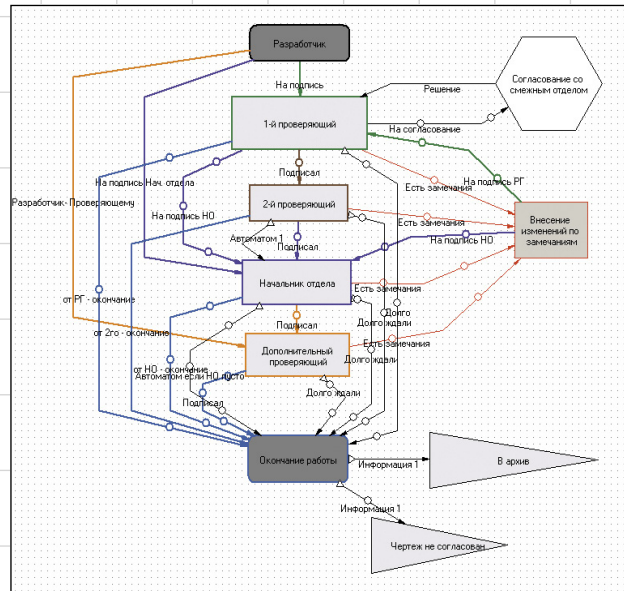 Разработчик
Согласование со
смежным отделом
На подпись
Решение
1-й проверяющий
На согласование
Подписал
На подпись Нач. отдела
На подпись РГ
Есть замечания
Разработчик- Проверяющему
2-й проверяющий
На подпись НО
Есть замечания
Внесение
изменений по
замечаниям
Автоматом 1
Подписал
На подпись НО
Начальник отдела
Есть замечания
от РГ - окончание
Долго
Подписал
Долго ждали
от 2го - окончание
Есть замечания
Дополнительный
проверяющий
Долго ждали
от НО - окончание
Автоматом если НО пусто
Долго ждали
Подписал
Окончание работы
Информация 1
В архив
Информация 1
Чертеж не согласован